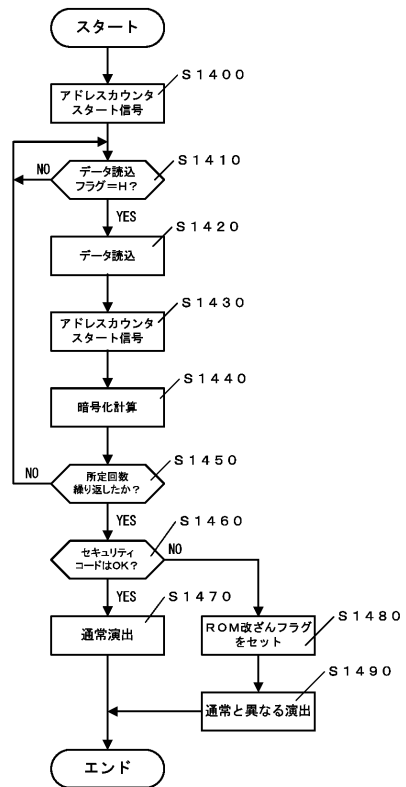 スタート
S1400
アドレスカウンタ
スタート信号
S1410
NO
データ読込
フラグ=H?
YES
S1420
データ読込
S1430
アドレスカウンタ
スタート信号
S1440
暗号化計算
S1450
NO
所定回数
繰り返したか?
YES
S1460
セキュリティ
コードはOK?
NO
YES
S1470
通常演出
S1480
ROM改ざんフラグ
をセット
S1490
通常と異なる演出
エンド